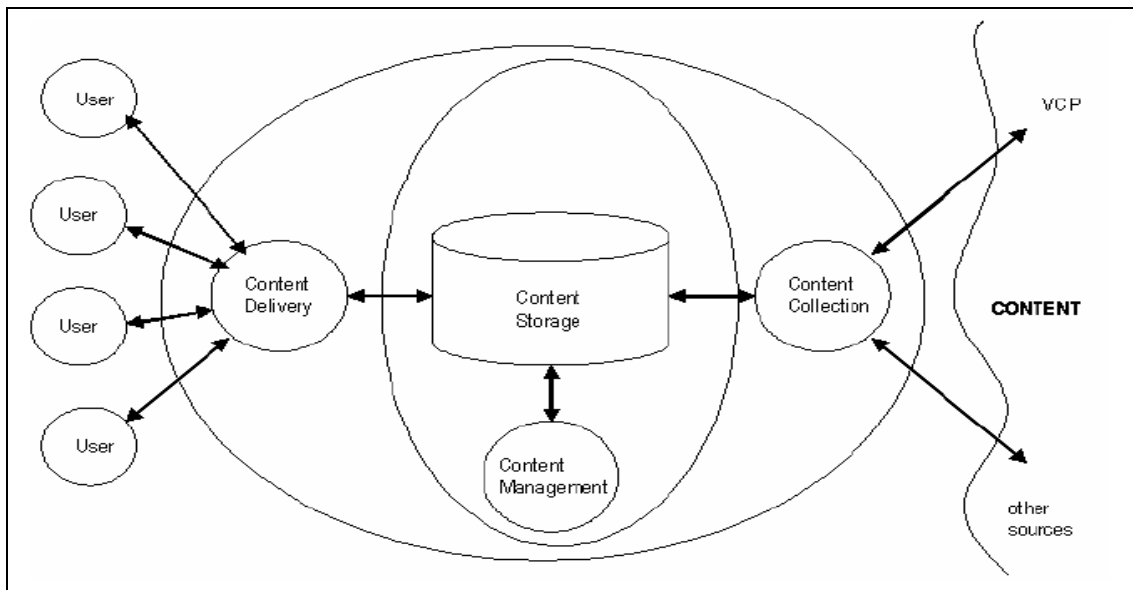 User
User
User
User
Content
Delivery
Content
Storage
Content
Management
Content
Collection
VCP
CONTENT
other
sources